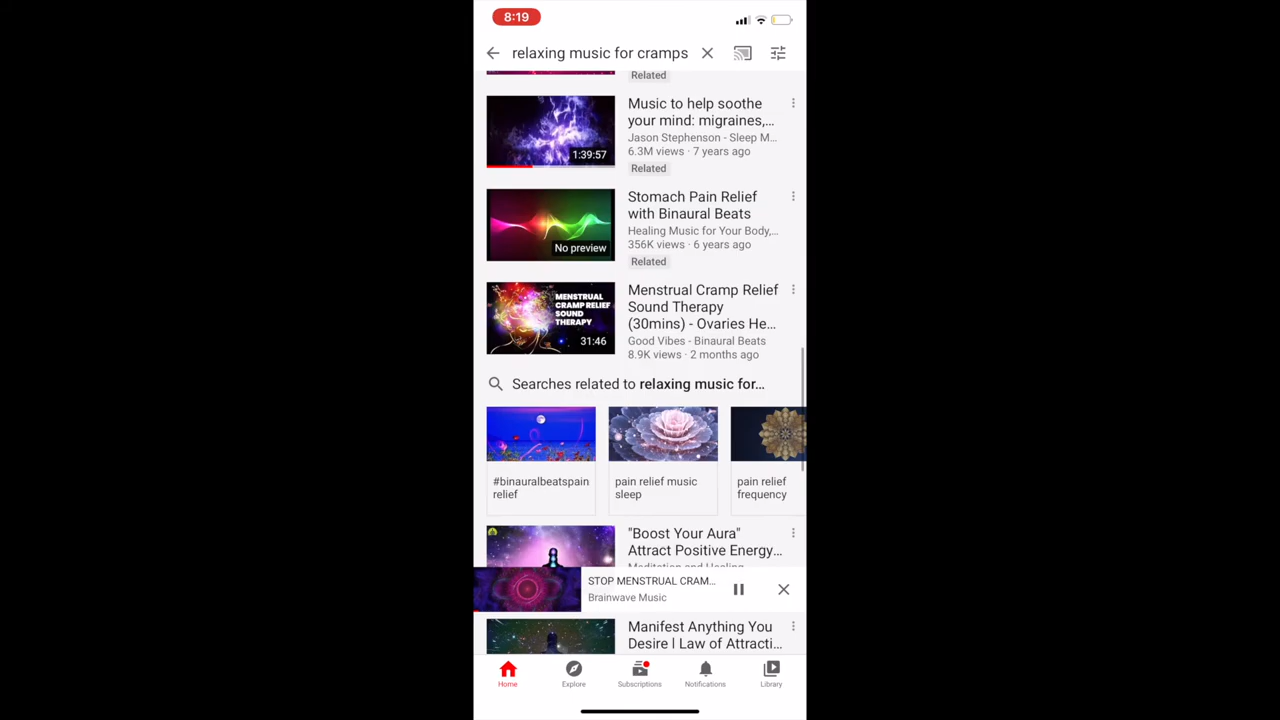 8:19
relaxing music for cramps
Related
Music to help soothe
your mind: migraines,...
Jason Stephenson - Sleep M...
6.3M views · 7 years ago
1:39:57
Related
Stomach Pain Relief
with Binaural Beats
Healing Music for Your Body,...
356K views · 6 years ago
No preview
Related
Menstrual Cramp Relief
Sound Therapy
(30mins) - Ovaries He...
Good Vibes - Binaural Beats
8.9K views · 2 months ago
MENSTRUAL
CRAMP RELIEF
SOUND
THERAPY
31:46
Searches related to relaxing music for...
#binauralbeatspain
relief
pain relief music
sleep
pain relief
frequency
"Boost Your Aura"
Attract Positive Energy...
Meditation and Healing
STOP MENSTRUAL CRAM...
Brainwave Music
Manifest Anything You
Desire l Law of Attracti...
Home
Explore
Subscriptions
Notifications
Library